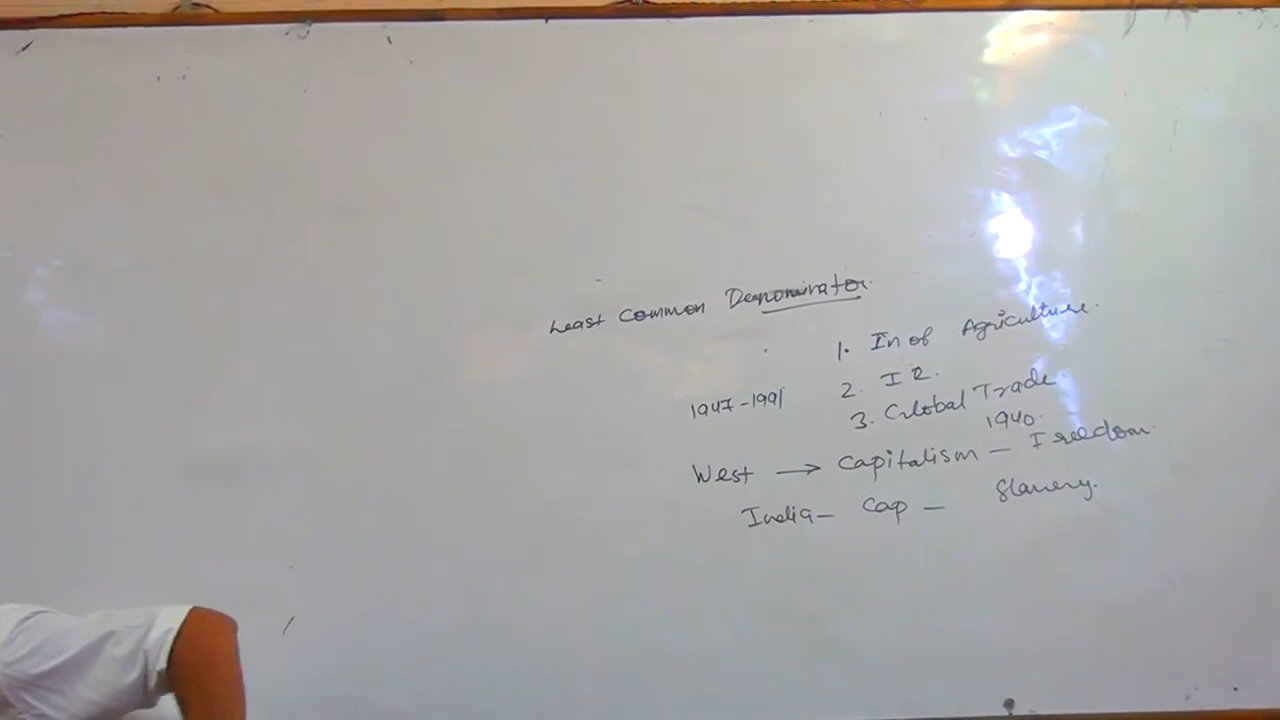 Least Common Denominator.
1. In of Agriculture.
2. I R.
1947-1991
3. Global Trade
1940.
West → Capitalism - Freedom.
India - Cap - Slavery.